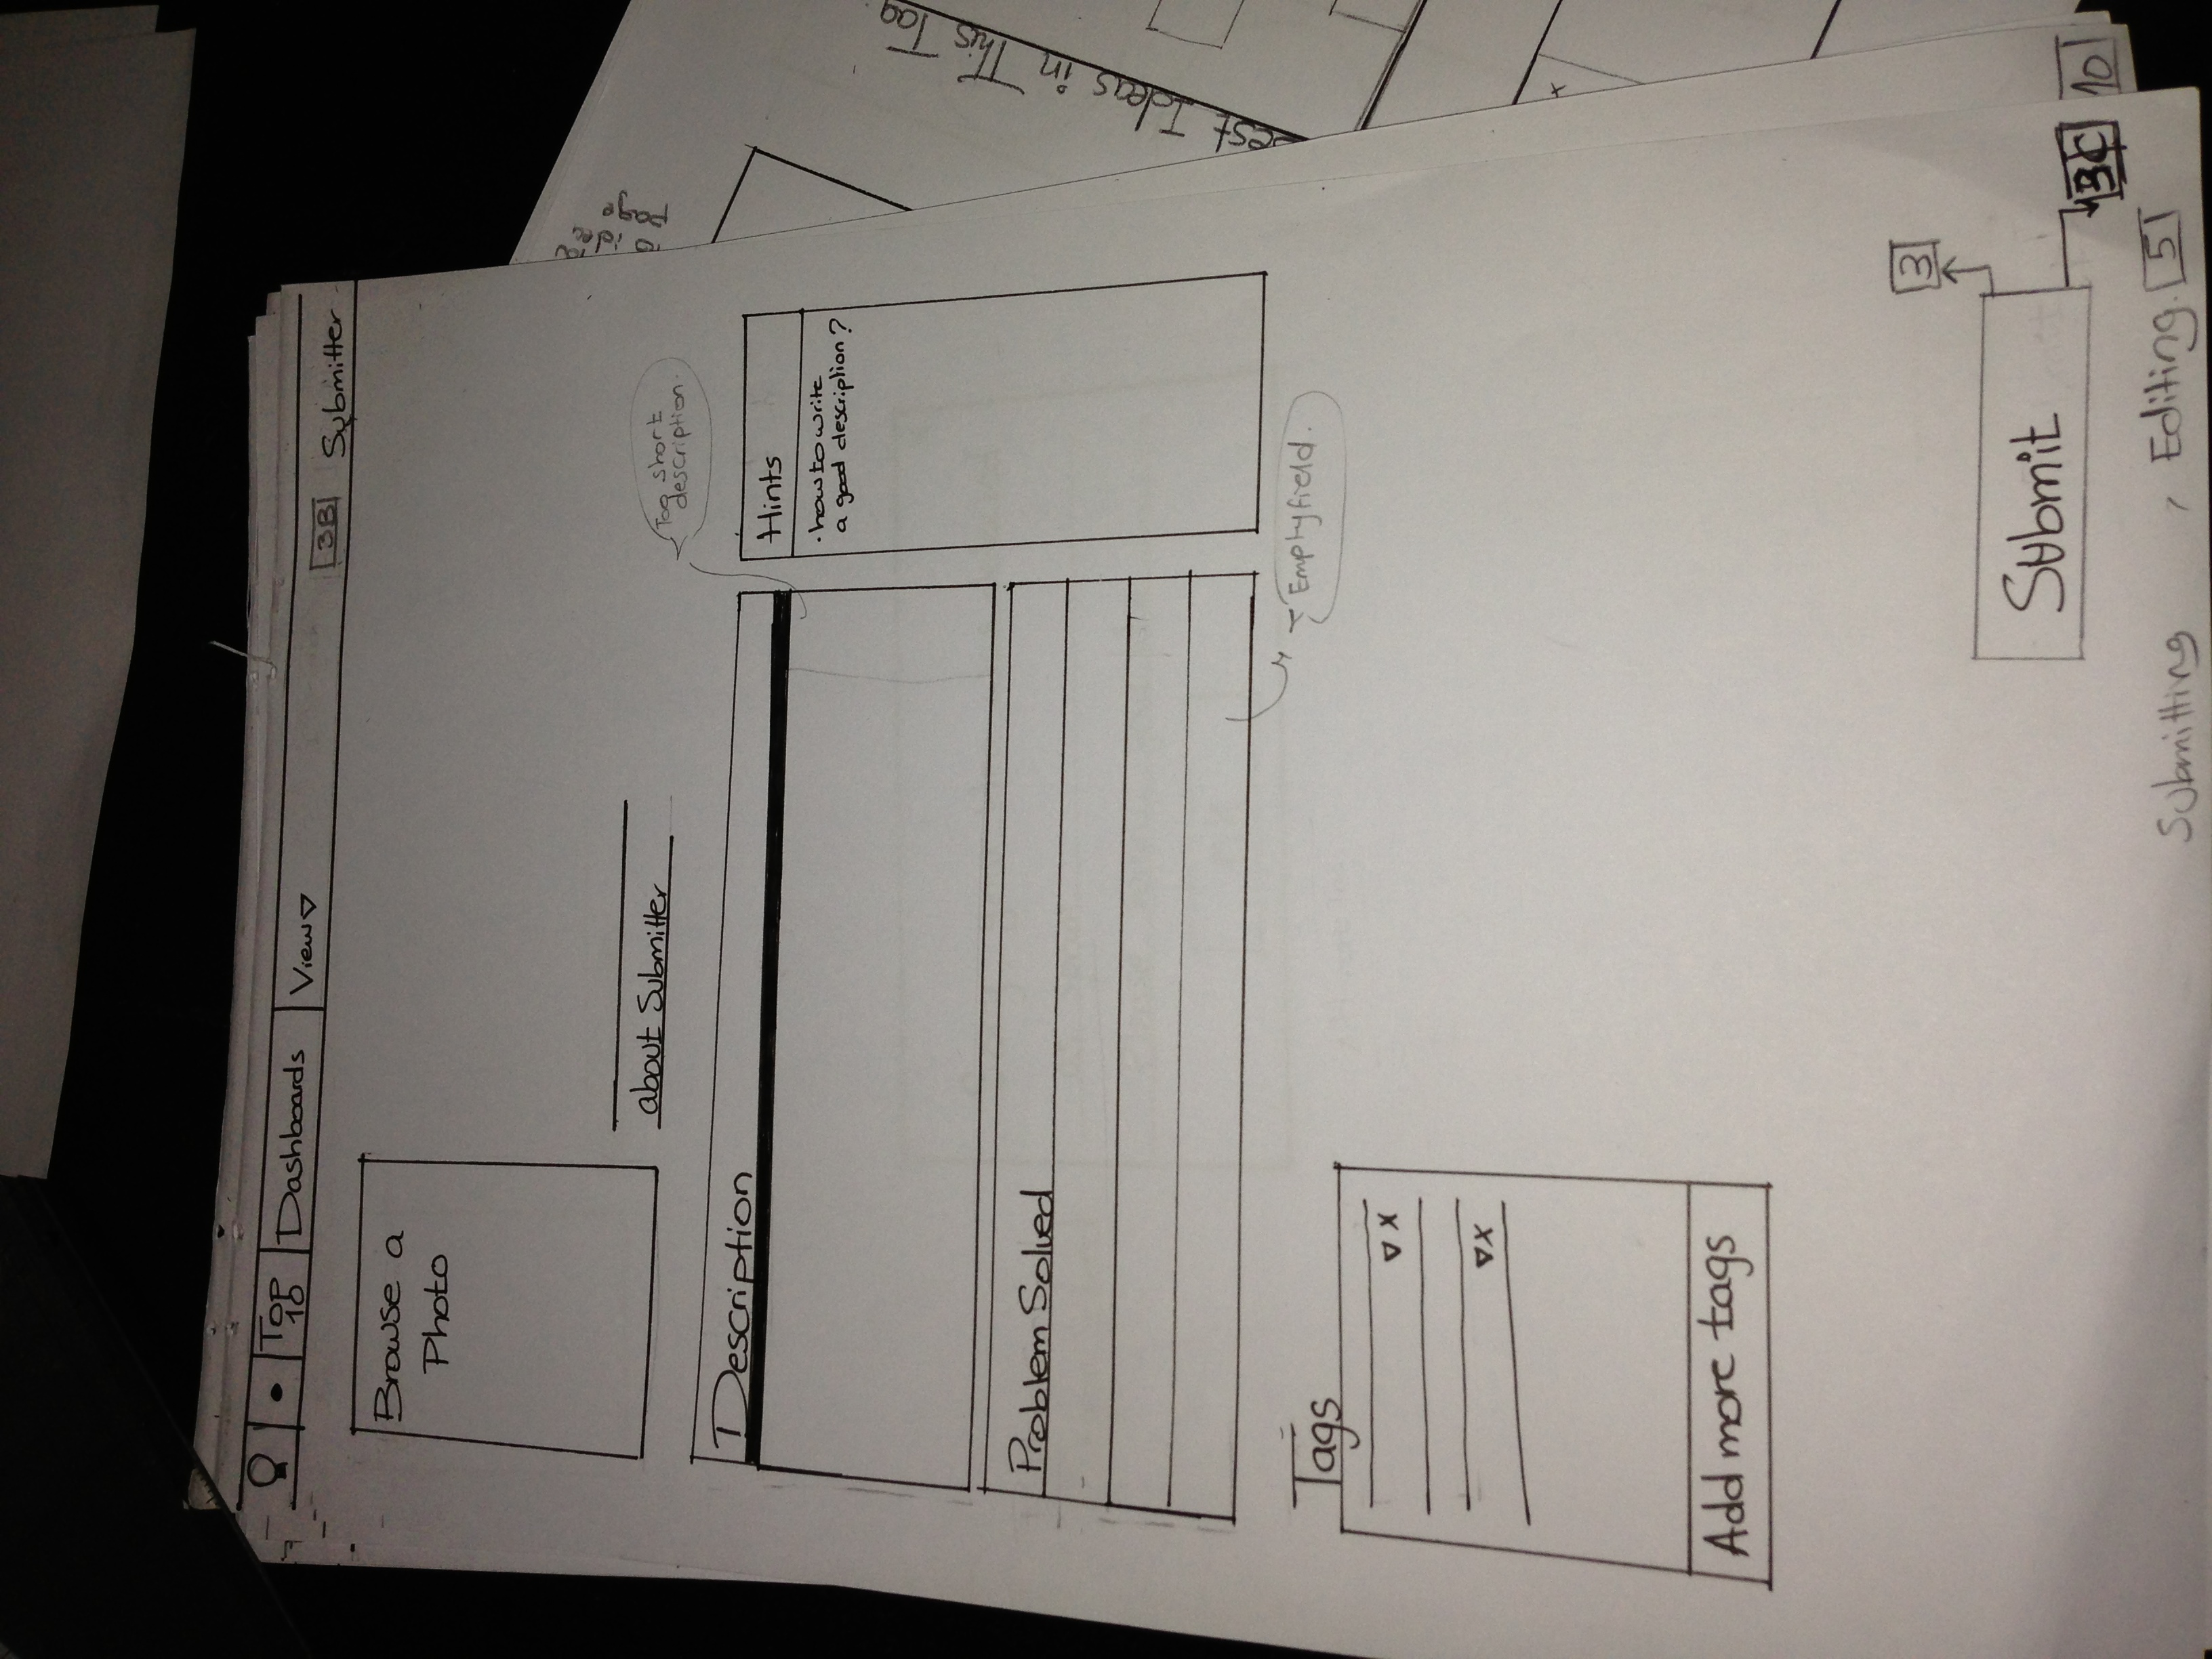 Top
10
Dashboards
View
3B
Submitter
Browse a
Photo
about Submitter
Too short
description.
Description
Hints
• how to write
a good description?
Problem Solved
Empty field.
Tags
X
X
Add more tags
3
Submit
3C
10
Submitting , Editing. 5
idea
page
est Ideas in This Tag
x